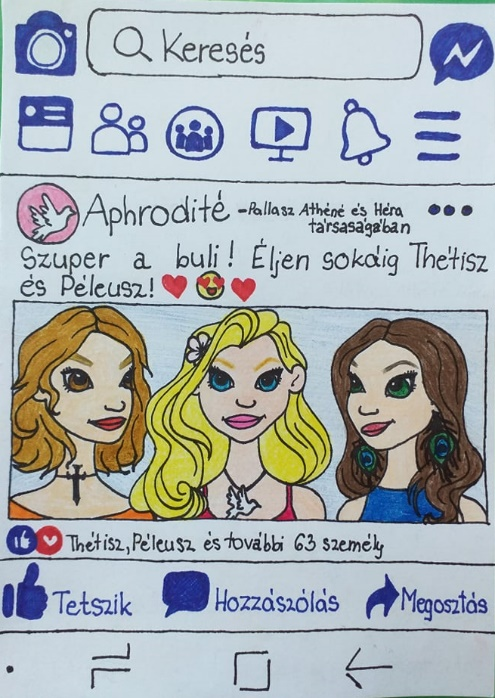 Keresés
Aphrodité -Pallasz Athéné és Héra
társaságában
Szuper a buli! Éljen sokáig Thétisz
és Péleusz!
Thétisz, Péleusz és további 63 személy
Tetszik
Hozzászólás
Megosztás